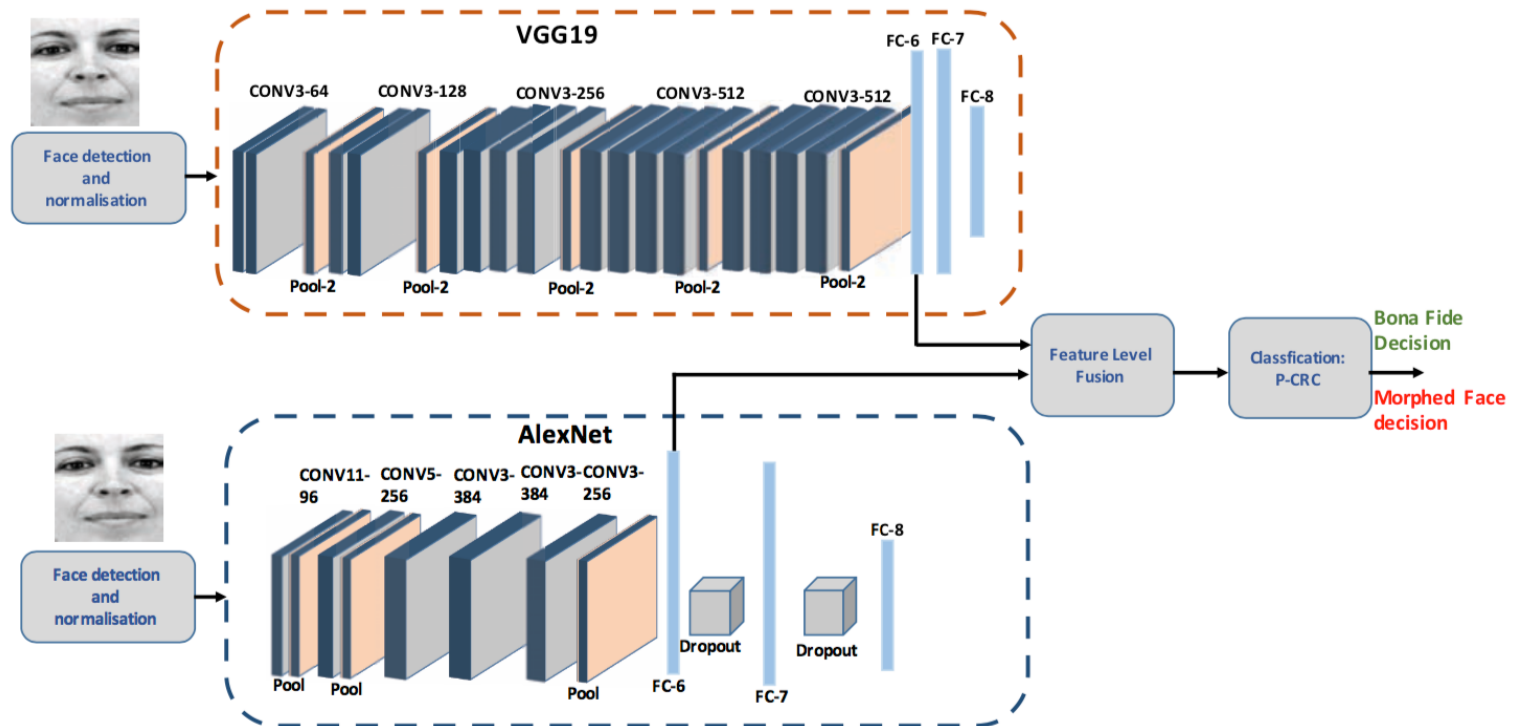 VGG19
FC-6
FC-7
CONV3-64
CONV3-128
CONV3-256
CONV3-512
CONV3-512
FC-8
Face detection
and
normalisation
Pool-2
Pool-2
Pool-2
Pool-2
Pool-2
Feature Level
Fusion
Classfication:
P-CRC
Bona Fide
Decision
Morphed Face
decision
AlexNet
CONV11-
96
CONV5-
256
CONV3-
384
CONV3-
384
CONV3-
256
FC-8
Face detection
and
normalisation
Dropout
Dropout
Pool
Pool
Pool
FC-6
FC-7